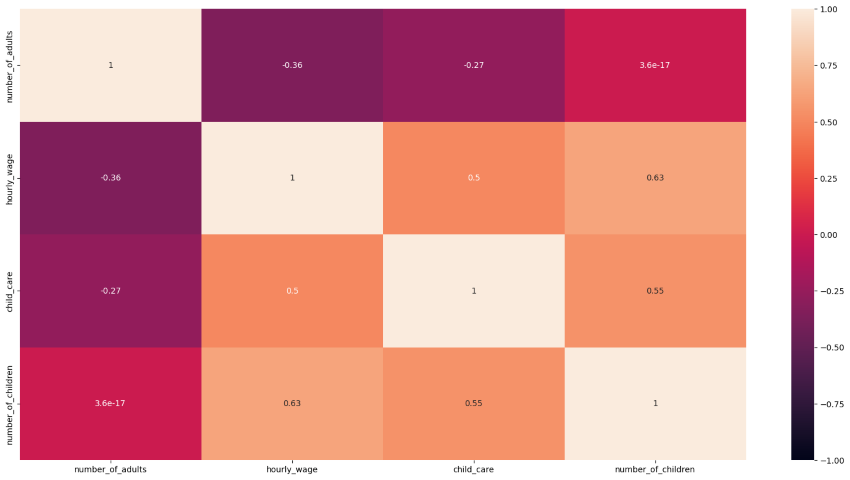 number_of_adults
1
-0.36
-0.27
3.6e-17
hourly_wage
-0.36
1
0.5
0.63
child_care
-0.27
0.5
1
0.55
number_of_children
3.6e-17
0.63
0.55
1
number_of_adults
hourly_wage
child_care
number_of_children
1.00
0.75
0.50
0.25
0.00
−0.25
−0.50
−0.75
−1.00